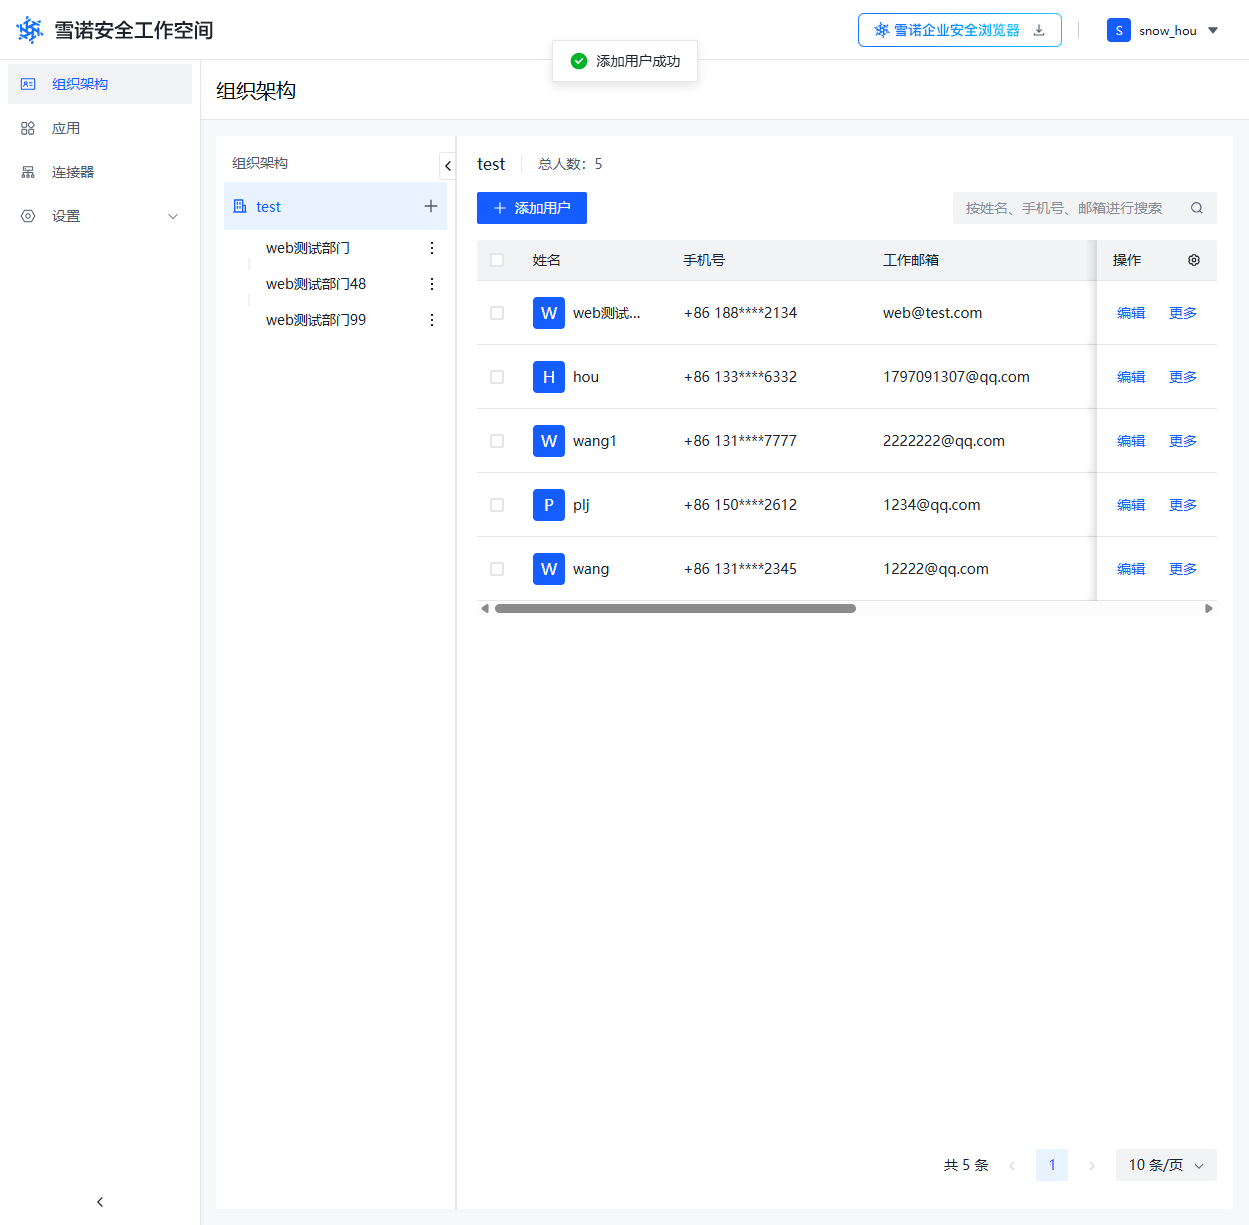 雪诺安全工作空间
雪诺企业安全浏览器
S snow_hou
添加用户成功
组织架构
应用
连接器
设置
组织架构
组织架构
test
web测试部门
web测试部门48
web测试部门99
test 总人数：5
添加用户
按姓名、手机号、邮箱进行搜索
姓名 手机号 工作邮箱 操作
W web测试... +86 188****2134 web@test.com 编辑 更多
H hou +86 133****6332 1797091307@qq.com 编辑 更多
W wang1 +86 131****7777 2222222@qq.com 编辑 更多
P plj +86 150****2612 1234@qq.com 编辑 更多
W wang +86 131****2345 12222@qq.com 编辑 更多
共 5 条 1 10 条/页